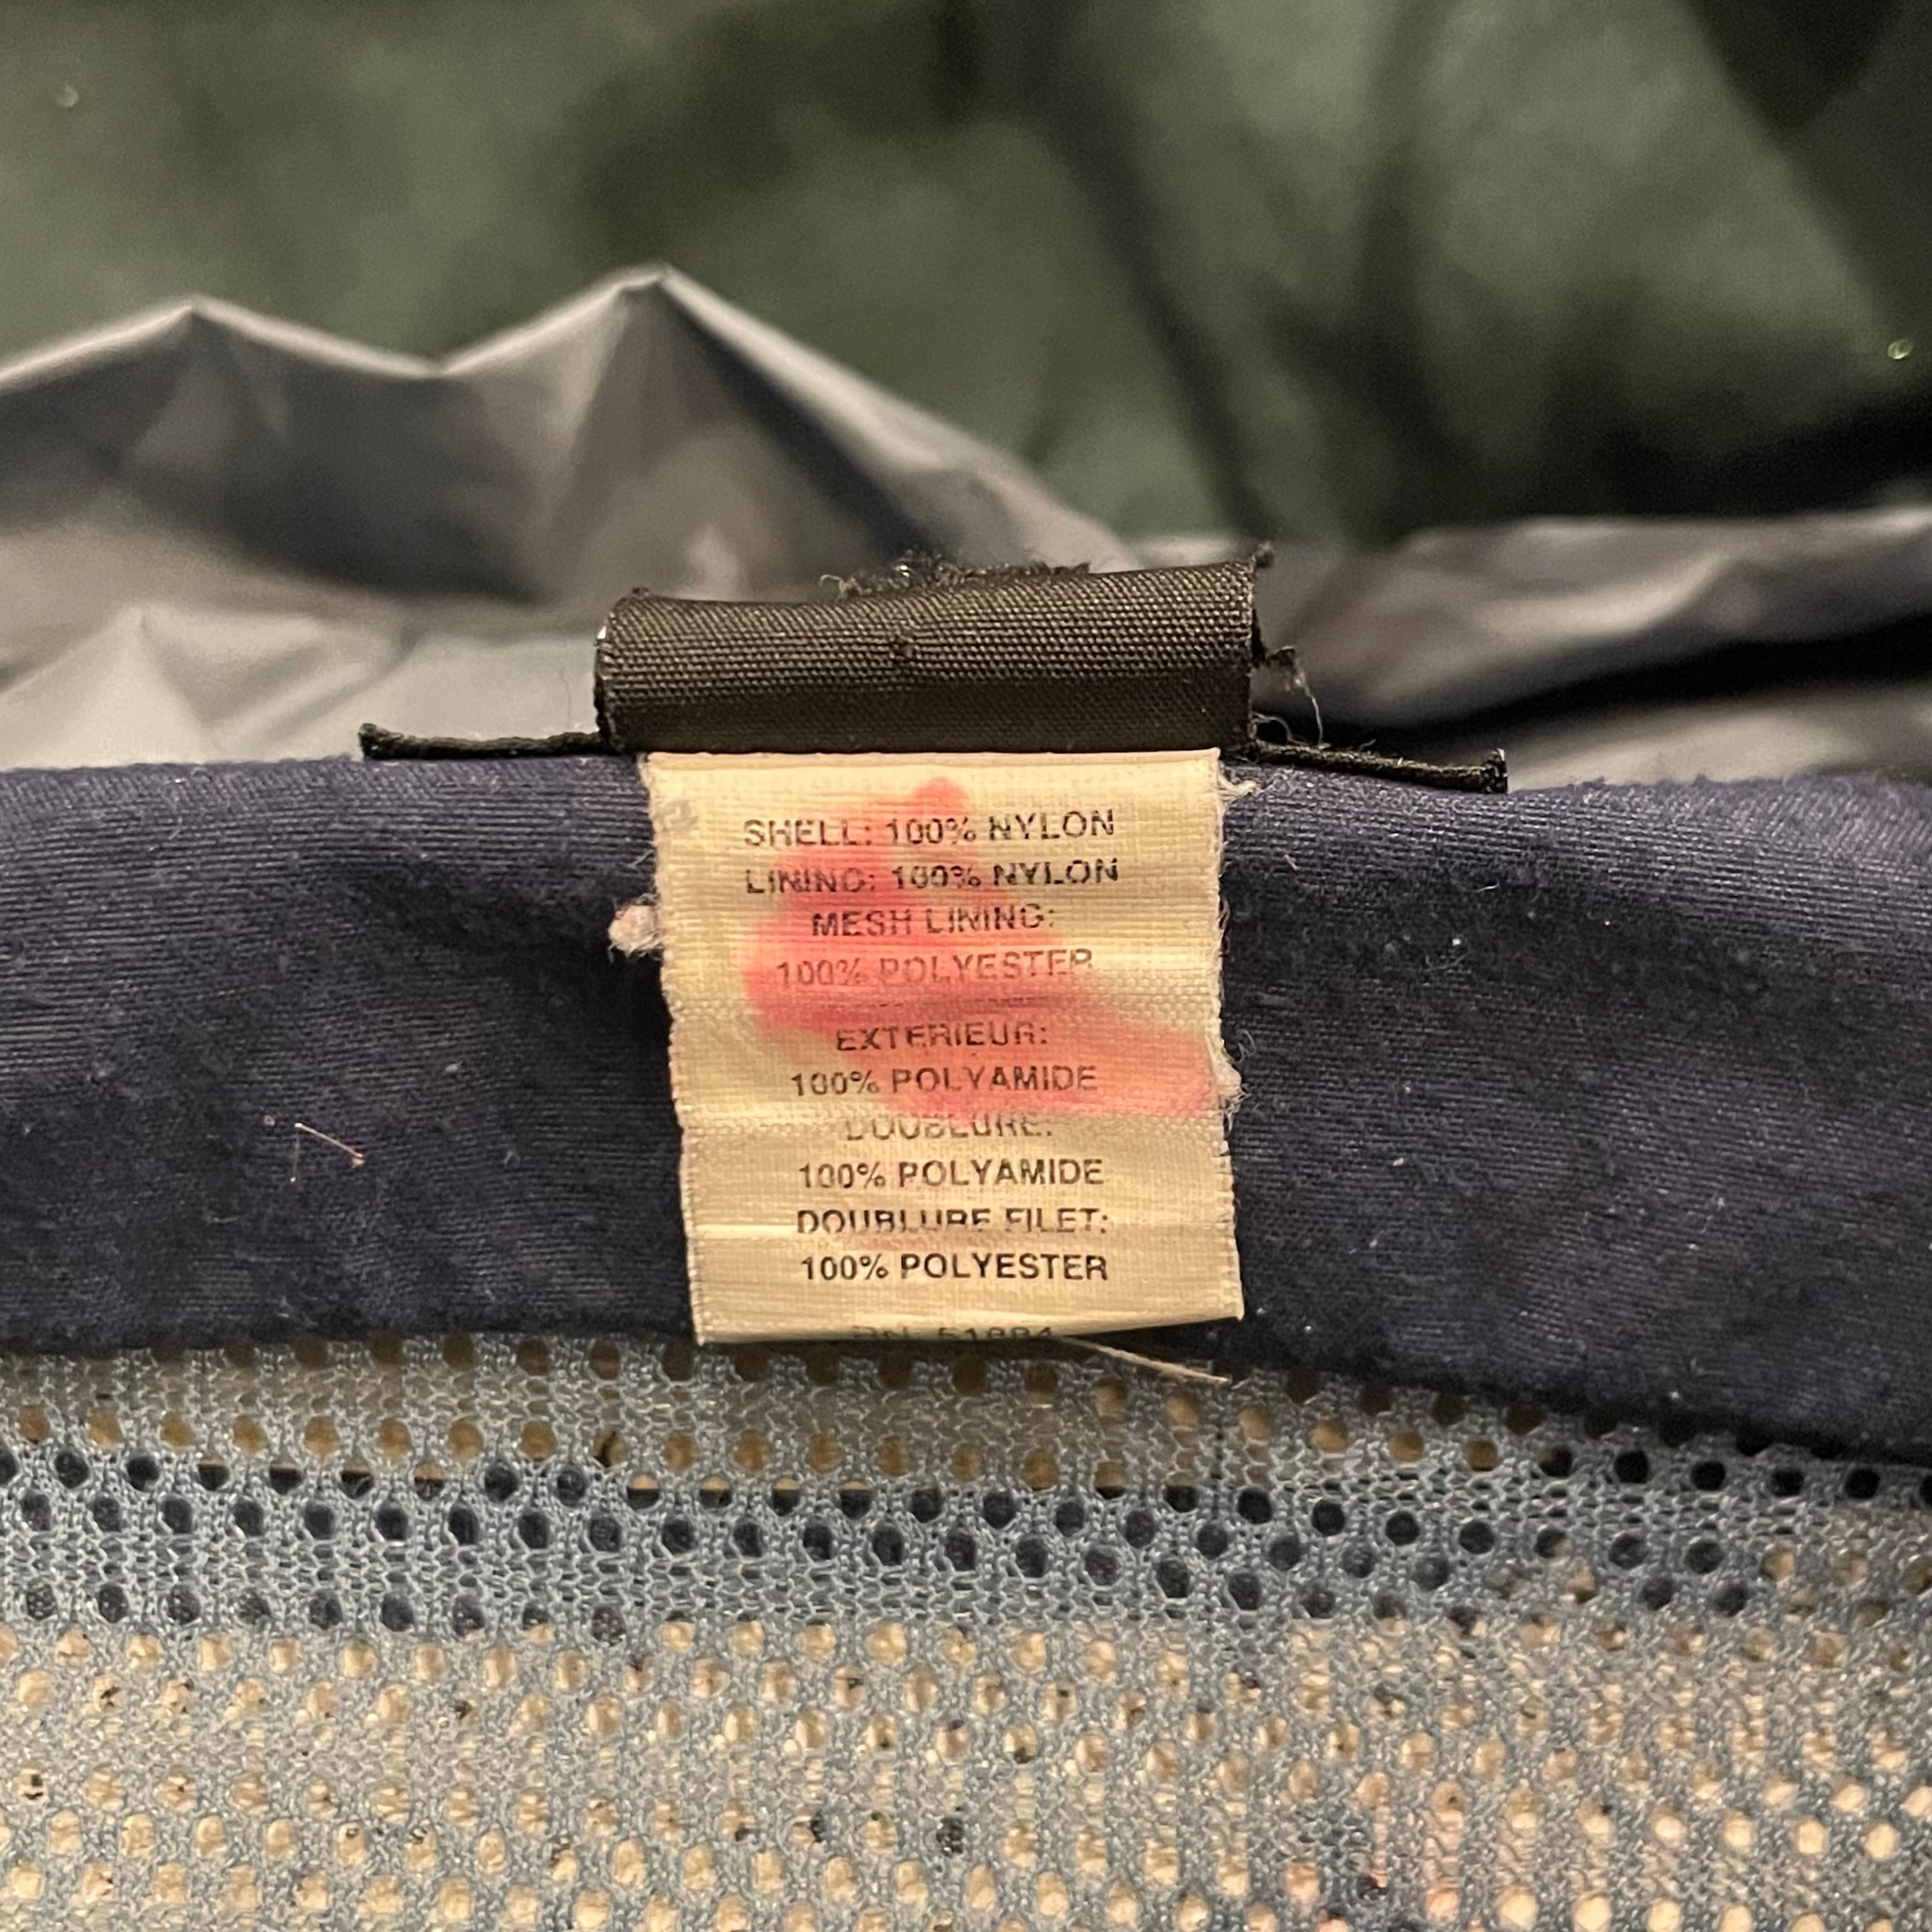 SHELL: 100% NYLON
LINING: 100% NYLON
MESH LINING:
100% POLYESTER
EXTERIEUR:
100% POLYAMIDE
DOUBLURE:
100% POLYAMIDE
DOUBLURE FILET:
100% POLYESTER
RN